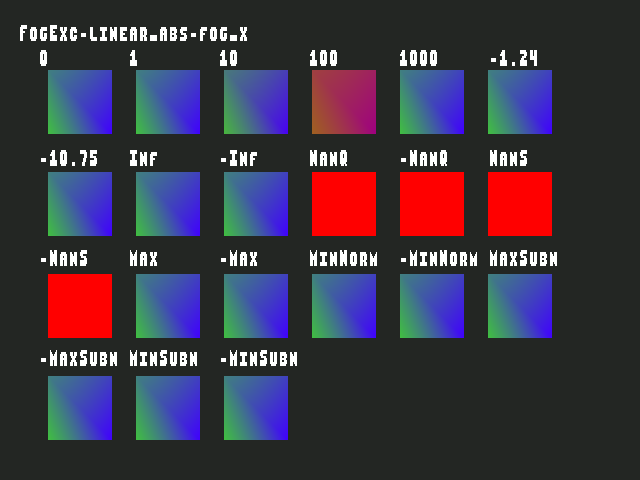 FogExc-linear_abs-fog_x
0 1 10 100 1000 -1.24
-10.75 Inf -Inf NanQ -NanQ NanS
-NanS Max -Max MinNorm -MinNorm MaxSubN
-MaxSubN MinSubN -MinSubN